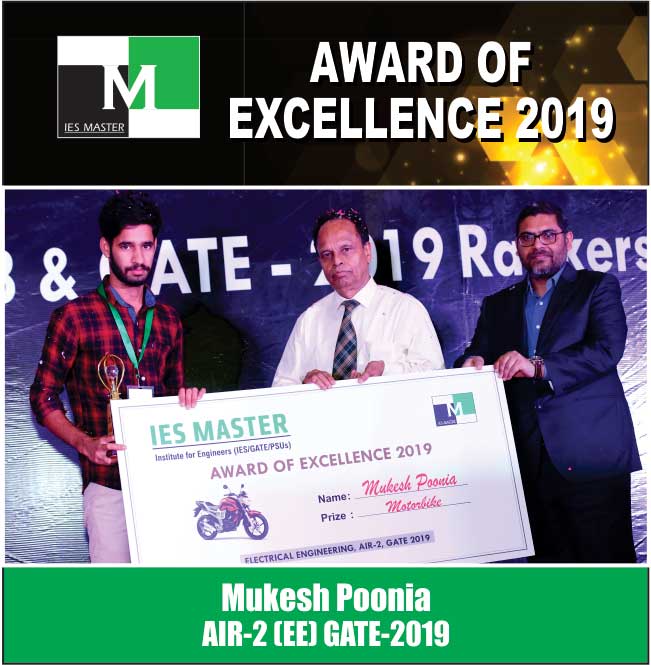 M
IES MASTER
AWARD OF
EXCELLENCE 2019
& GATE - 2019 Rankers
IES MASTER
Institute for Engineers (IES/GATE/PSUs)
M
IES MASTER
AWARD OF EXCELLENCE 2019
Name: Mukesh Poonia
Prize : Motorbike
ELECTRICAL ENGINEERING, AIR-2, GATE 2019
Mukesh Poonia
AIR-2 (EE) GATE-2019